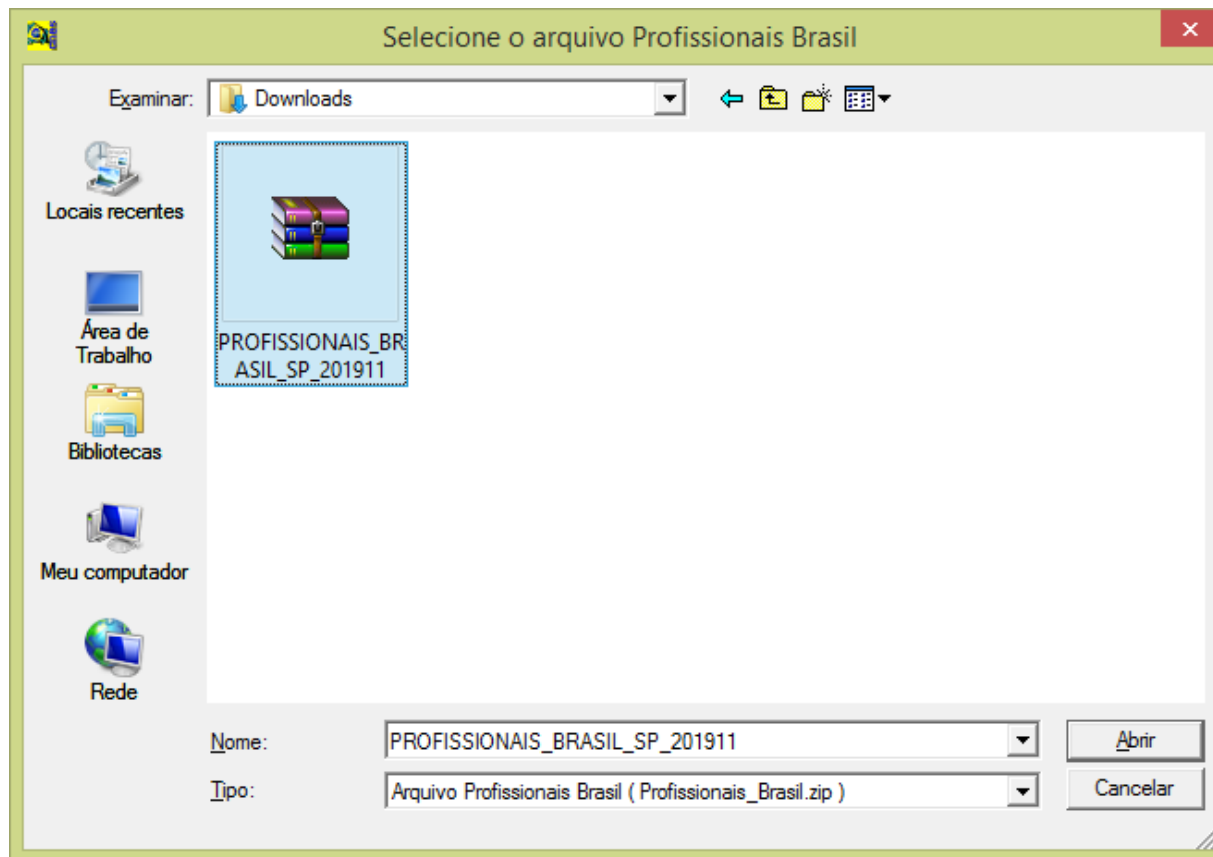 Selecione o arquivo Profissionais Brasil
Examinar:
Downloads
Locais recentes
Área de
Trabalho
Bibliotecas
Meu computador
Rede
PROFISSIONAIS_BR
ASIL_SP_201911
Nome:
PROFISSIONAIS_BRASIL_SP_201911
Abrir
Tipo:
Arquivo Profissionais Brasil ( Profissionais_Brasil.zip )
Cancelar